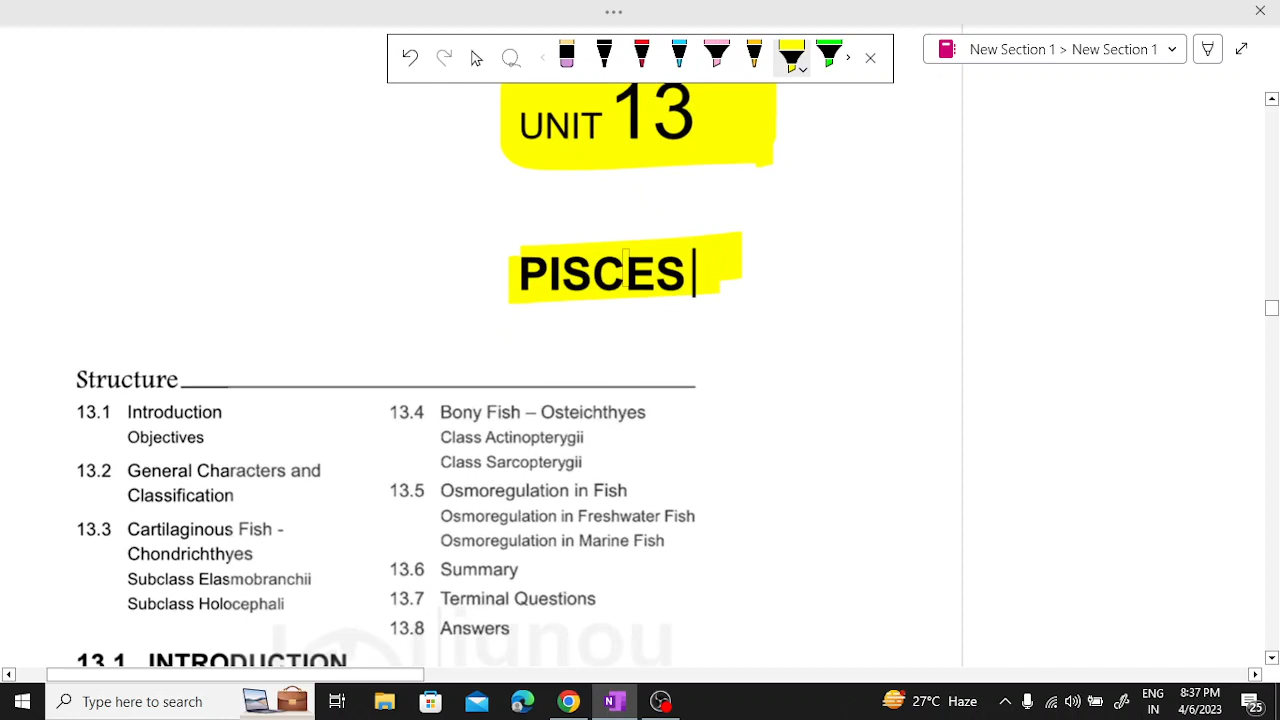 New Section 1 > New Section 1
UNIT 13
PISCES
Structure
13.1 Introduction
Objectives
13.2 General Characters and
Classification
13.3 Cartilaginous Fish -
Chondrichthyes
Subclass Elasmobranchii
Subclass Holocephali
13.4 Bony Fish – Osteichthyes
Class Actinopterygii
Class Sarcopterygii
13.5 Osmoregulation in Fish
Osmoregulation in Freshwater Fish
Osmoregulation in Marine Fish
13.6 Summary
13.7 Terminal Questions
13.8 Answers
ignou
13.1 INTRODUCTION
Type here to search
27°C Haze
ENG
IN
8:37 PM
4/6/2023
25